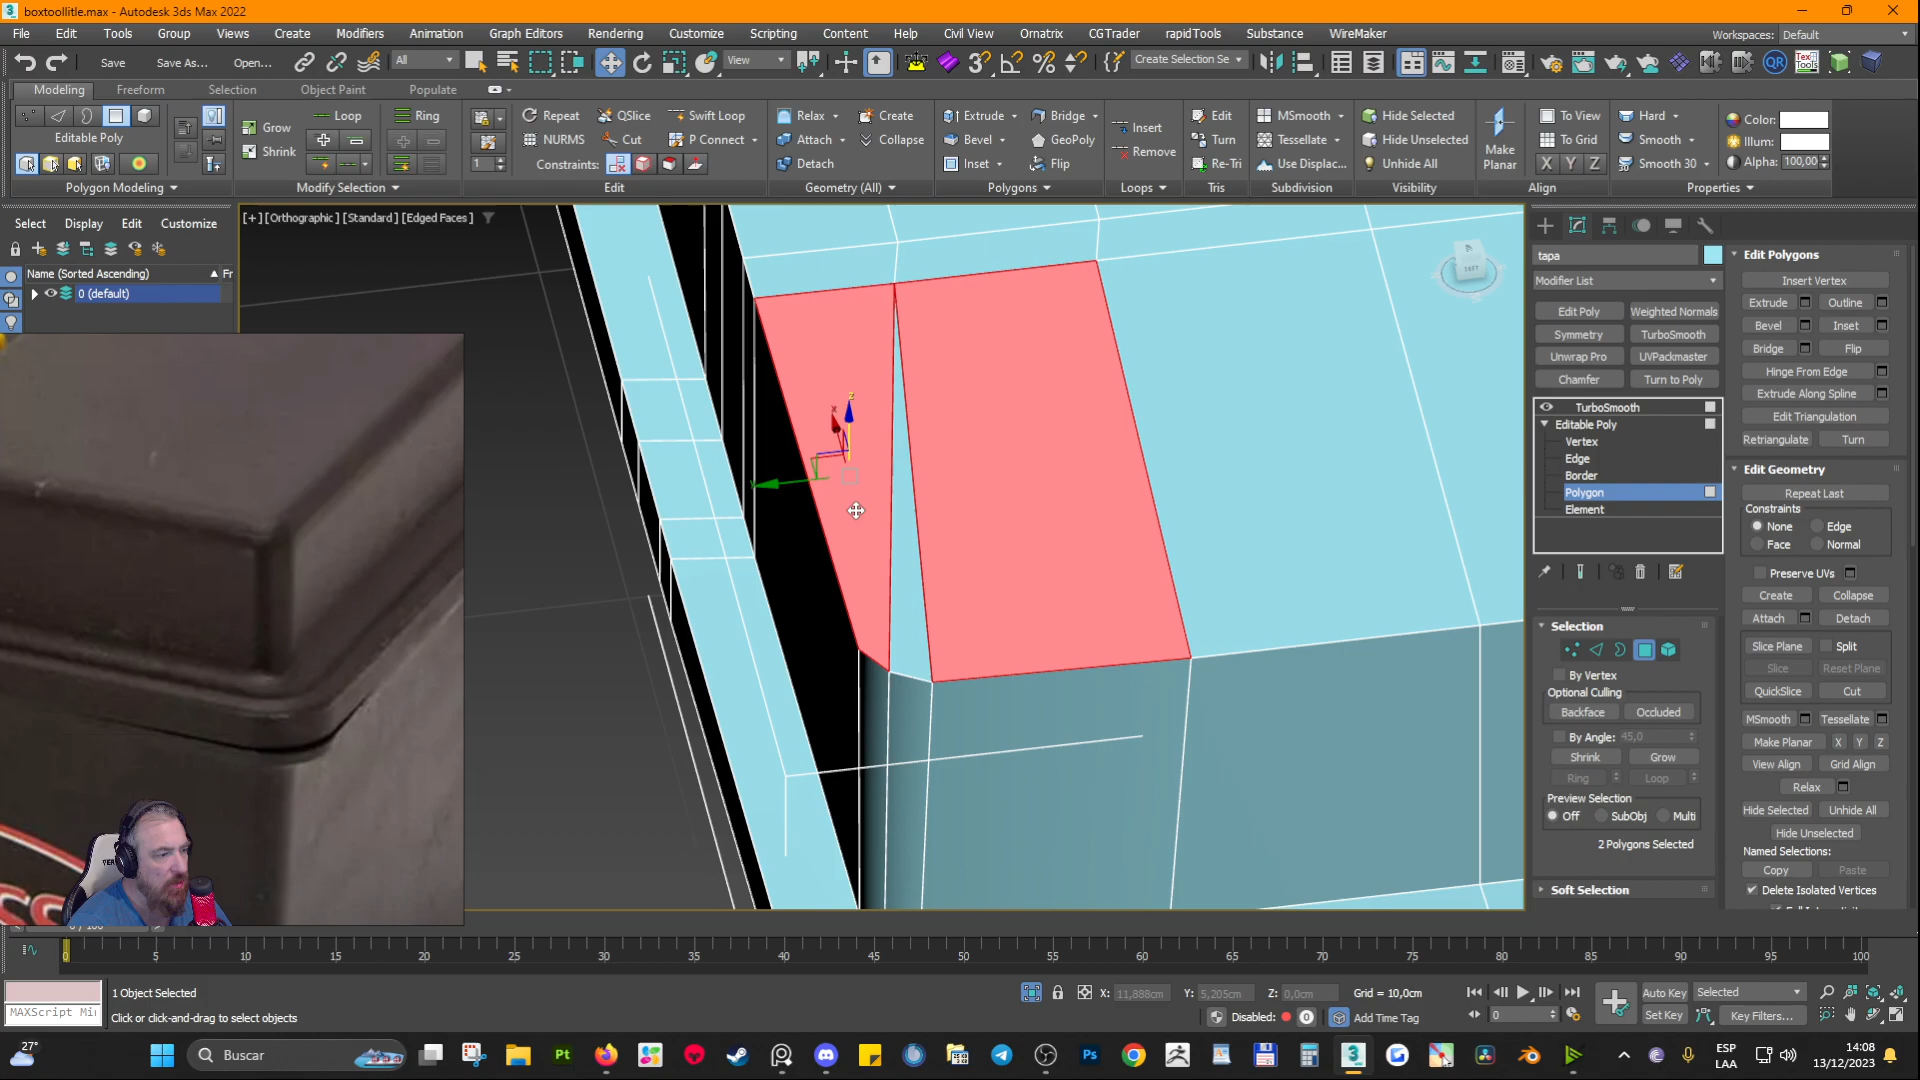 boxtoollitle.max - Autodesk 3ds Max 2022
File Edit Tools Group Views Create Modifiers Animation Graph Editors Rendering Customize Scripting Content Help Civil View Ornatrix CGTrader rapidTools Substance WireMaker Workspaces: Default
Save Save As... Open... All View Create Selection Se
Modeling Freeform Selection Object Paint Populate
Loop Ring Repeat QSlice Swift Loop Relax Create Extrude Bridge Edit MSmooth Hide Selected To View Hard Color:
Polygon Modeling
Grow Insert
Cut NURMS P Connect Attach Collapse Bevel GeoPoly Turn Tessellate Hide Unselected Make Planar To Grid Smooth Illum:
Shrink Remove
1 Constraints: Detach Inset Flip Re-Tri Use Displac... Unhide All X Y Z Smooth 30 Alpha: 100,00
Polygon Modeling Modify Selection Edit Geometry (All) Polygons Loops Tris Subdivision Visibility Align Properties
Select Display Edit Customize
Name (Sorted Ascending) Fr
0 (default)
[+] [Orthographic] [Standard] [Edged Faces]
LEFT
x
y
z
tapa
Modifier List
Edit Poly Weighted Normals
Symmetry TurboSmooth
Unwrap Pro UVPackmaster
Chamfer Turn to Poly
TurboSmooth
Editable Poly
Vertex
Edge
Border
Polygon
Element
Selection
By Vertex
Optional Culling
Backface Occluded
By Angle: 45,0
Shrink Grow
Ring Loop
Preview Selection
Off SubObj Multi
2 Polygons Selected
Soft Selection
Edit Polygons
Insert Vertex
Extrude Outline
Bevel Inset
Bridge Flip
Hinge From Edge
Extrude Along Spline
Edit Triangulation
Retriangulate Turn
Edit Geometry
Repeat Last
Constraints
None Edge
Face Normal
Preserve UVs
Create Collapse
Attach Detach
Slice Plane Split
Slice Reset Plane
QuickSlice Cut
MSmooth Tessellate
Make Planar X Y Z
View Align Grid Align
Relax
Hide Selected Unhide All
Hide Unselected
Named Selections:
Copy Paste
Delete Isolated Vertices
0 / 100
0 5 10 15 20 25 30 35 40 45 50 55 60 65 70 75 80 85 90 95 100
1 Object Selected
MAXScript Mi
Click or click-and-drag to select objects
X: 11,888cm Y: 5,205cm Z: 0,0cm Grid = 10,0cm
Disabled: 0 Add Time Tag
Auto Key Selected
0 Set Key Key Filters...
27°
Buscar
ESP
LAA
14:08
13/12/2023